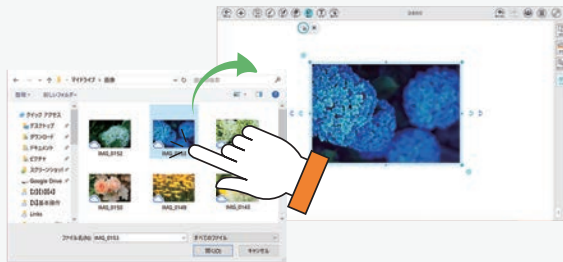 マイドライブ › 画像
整理 新しいフォルダー
クイック アクセス
デスクトップ
ダウンロード
ドキュメント
ピクチャ
スクリーンショット
Google Drive
Links
IMG_0152
IMG_0153
IMG_0150
IMG_0149
IMG_0143
ファイル名(N): IMG_0153
すべてのファイル
開く(O)
キャンセル